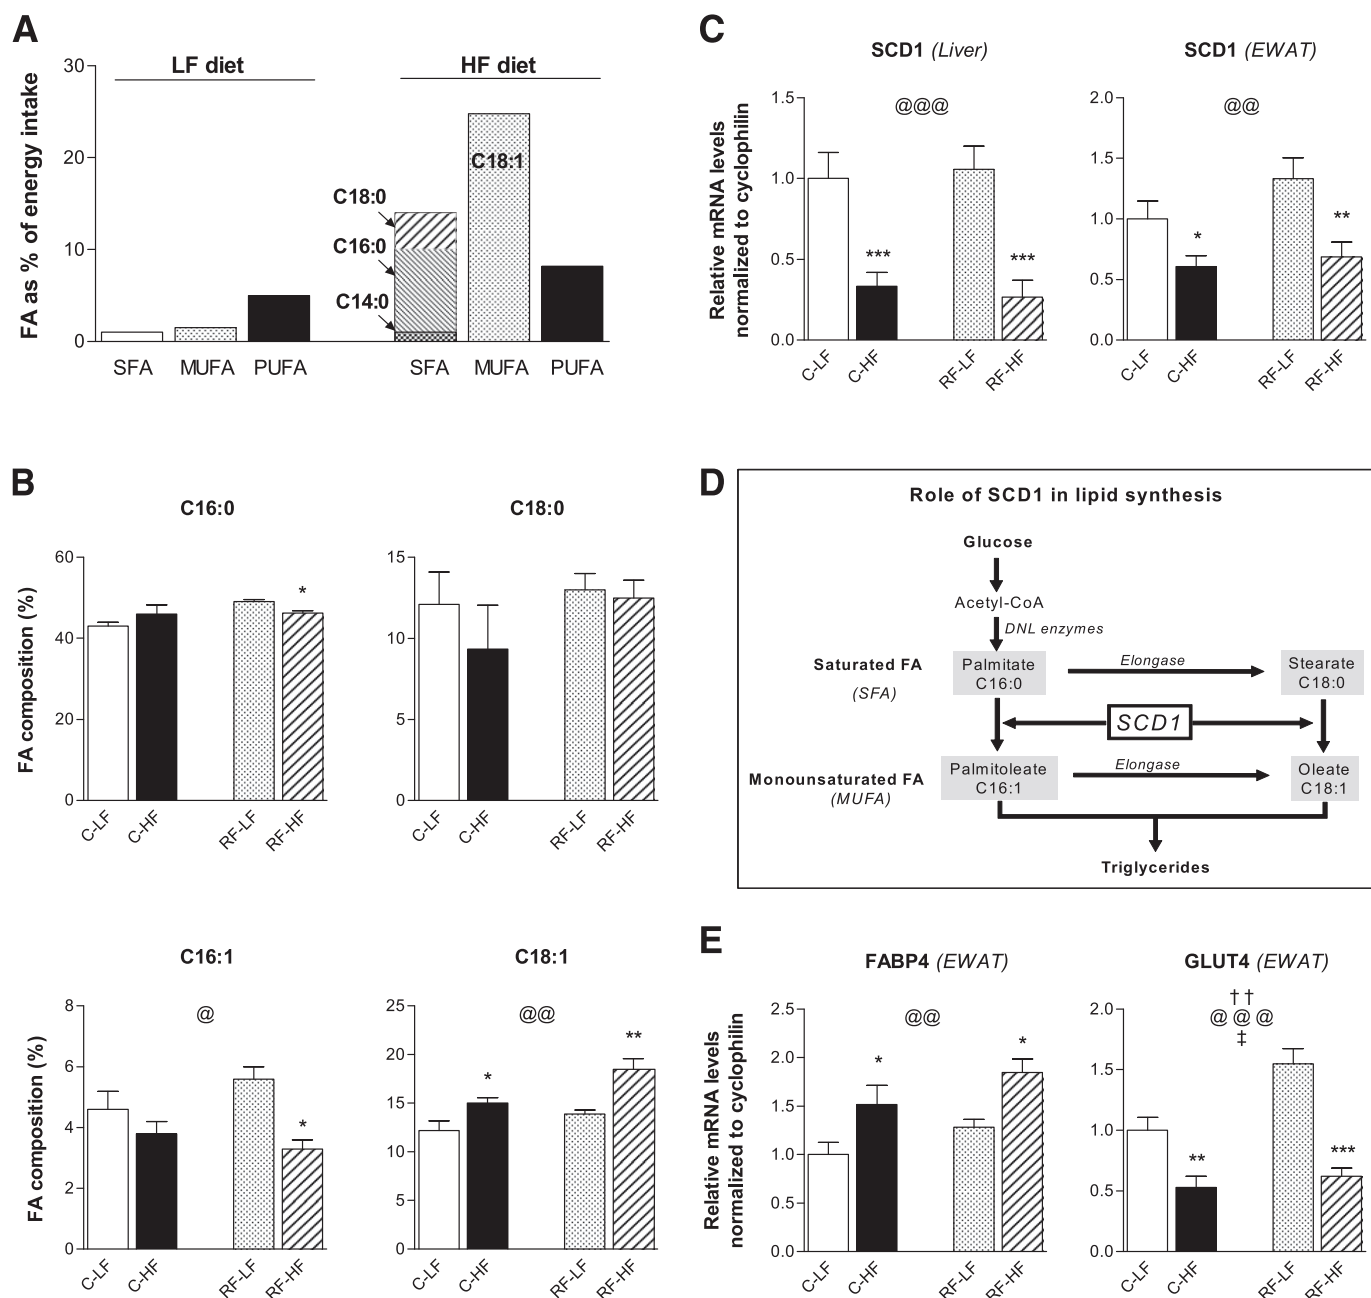 A
LF diet
HF diet
FA as % of energy intake
30
20
10
0
C18:0
C16:0
C14:0
C18:1
SFA
MUFA
PUFA
SFA
MUFA
PUFA
B
C16:0
FA composition (%)
60
40
20
0
C-LF
C-HF
RF-LF
RF-HF
*
C18:0
15
10
5
0
C-LF
C-HF
RF-LF
RF-HF
C16:1
FA composition (%)
8
6
4
2
0
@
*
C-LF
C-HF
RF-LF
RF-HF
C18:1
25
20
15
10
5
0
@@
*
**
C-LF
C-HF
RF-LF
RF-HF
C
SCD1 (Liver)
Relative mRNA levels
normalized to cyclophilin
1.5
1.0
0.5
0.0
@@@
***
***
C-LF
C-HF
RF-LF
RF-HF
SCD1 (EWAT)
2.0
1.5
1.0
0.5
0.0
@@
*
**
C-LF
C-HF
RF-LF
RF-HF
D
Role of SCD1 in lipid synthesis
Glucose
Acetyl-CoA
DNL enzymes
Saturated FA
(SFA)
Palmitate
C16:0
Elongase
Stearate
C18:0
SCD1
Monounsaturated FA
(MUFA)
Palmitoleate
C16:1
Elongase
Oleate
C18:1
Triglycerides
E
FABP4 (EWAT)
Relative mRNA levels
normalized to cyclophilin
2.5
2.0
1.5
1.0
0.5
0.0
@@
*
*
C-LF
C-HF
RF-LF
RF-HF
GLUT4 (EWAT)
2.0
1.5
1.0
0.5
0.0
††
@@@
‡
**
***
C-LF
C-HF
RF-LF
RF-HF